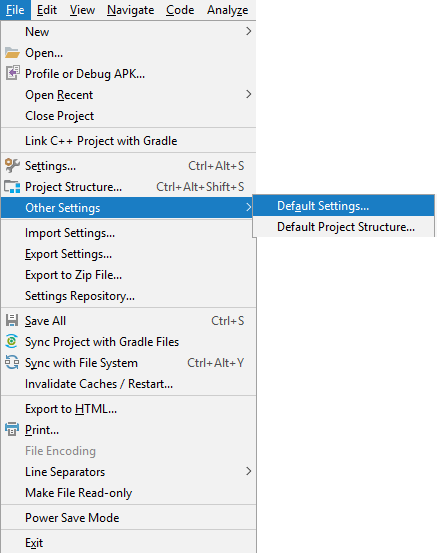 File Edit View Navigate Code Analyze
New
Open...
Profile or Debug APK...
Open Recent
Close Project
Link C++ Project with Gradle
Settings... Ctrl+Alt+S
Project Structure... Ctrl+Alt+Shift+S
Other Settings
Default Settings...
Default Project Structure...
Import Settings...
Export Settings...
Export to Zip File...
Settings Repository...
Save All Ctrl+S
Sync Project with Gradle Files
Sync with File System Ctrl+Alt+Y
Invalidate Caches / Restart...
Export to HTML...
Print...
File Encoding
Line Separators
Make File Read-only
Power Save Mode
Exit